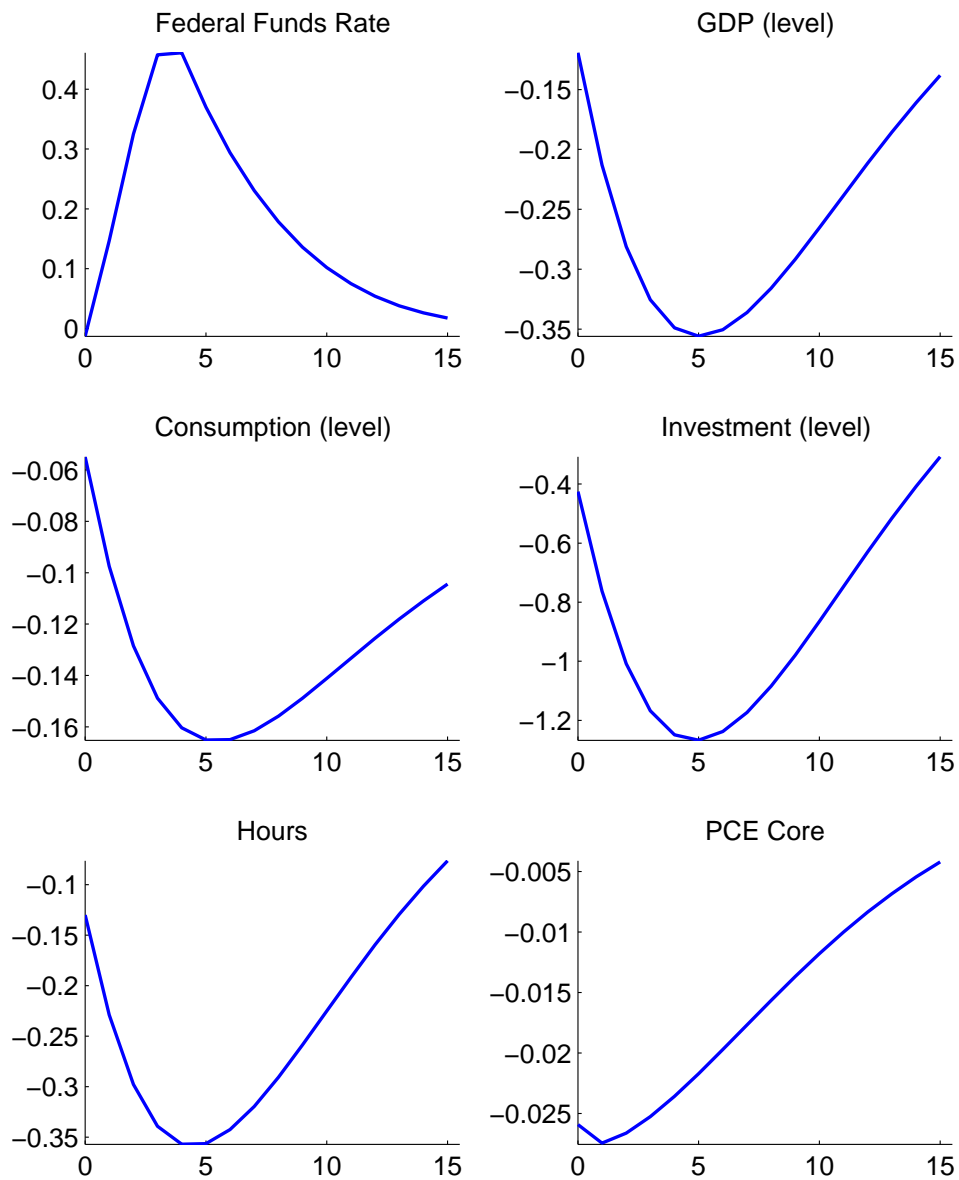 Federal Funds Rate
0.4
0.3
0.2
0.1
0
0 5 10 15
GDP (level)
−0.15
−0.2
−0.25
−0.3
−0.35
0 5 10 15
Consumption (level)
−0.06
−0.08
−0.1
−0.12
−0.14
−0.16
0 5 10 15
Investment (level)
−0.4
−0.6
−0.8
−1
−1.2
0 5 10 15
Hours
−0.1
−0.15
−0.2
−0.25
−0.3
−0.35
0 5 10 15
PCE Core
−0.005
−0.01
−0.015
−0.02
−0.025
0 5 10 15